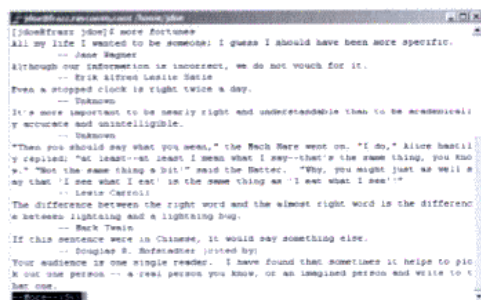 [jdoe@frazz jdoe]$ more fortunes
All my life I wanted to be someone; I guess I should have been more specific.
-- Jane Wagner
Although our information is incorrect, we do not vouch for it.
-- Erik Alfred Leslie Satie
Even a stopped clock is right twice a day.
-- Unknown
It's more important to be nearly right and understandable than to be academicall
y accurate and unintelligible.
-- Unknown
"Then you should say what you mean," the March Hare went on. "I do," Alice hastil
y replied; "at least--at least I mean what I say--that's the same thing, you kno
w." "Not the same thing a bit!" said the Hatter. "Why, you might just as well s
ay that 'I see what I eat' is the same thing as 'I eat what I see'!"
-- Lewis Carroll
The difference between the right word and the almost right word is the differenc
e between lightning and a lightning bug.
-- Mark Twain
If this sentence were in Chinese, it would say something else.
-- Douglas R. Hofstadter
Your audience is one single reader. I have found that sometimes it helps to pic
k out one person -- a real person you know, or an imagined person and write to t
hat one.